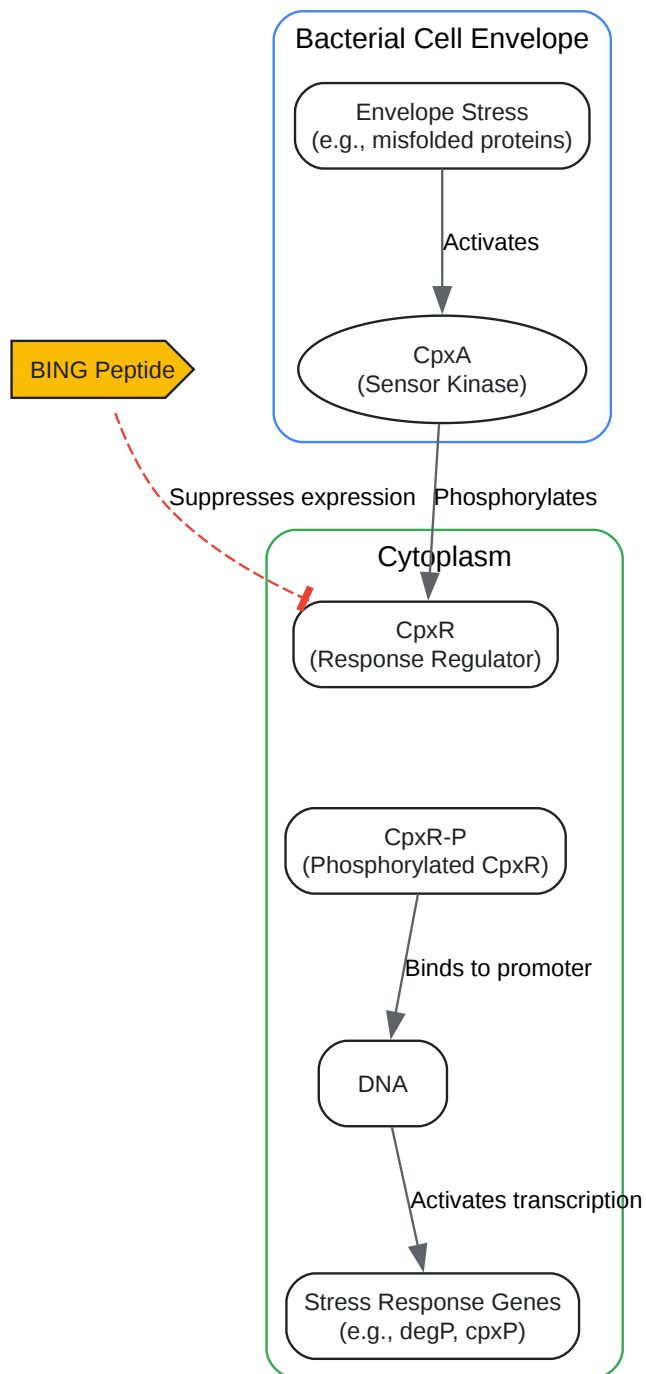 Bacterial Cell Envelope
Envelope Stress
(e.g., misfolded proteins)
Activates
CpxA
(Sensor Kinase)
BING Peptide
Suppresses expression
Phosphorylates
Cytoplasm
CpxR
(Response Regulator)
CpxR-P
(Phosphorylated CpxR)
Binds to promoter
DNA
Activates transcription
Stress Response Genes
(e.g., degP, cpxP)